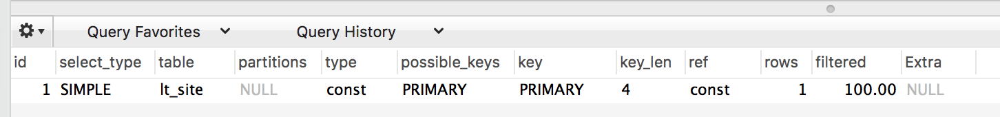 Query Favorites Query History
id select_type table partitions type possible_keys key key_len ref rows filtered Extra
1 SIMPLE lt_site NULL const PRIMARY PRIMARY 4 const 1 100.00 NULL